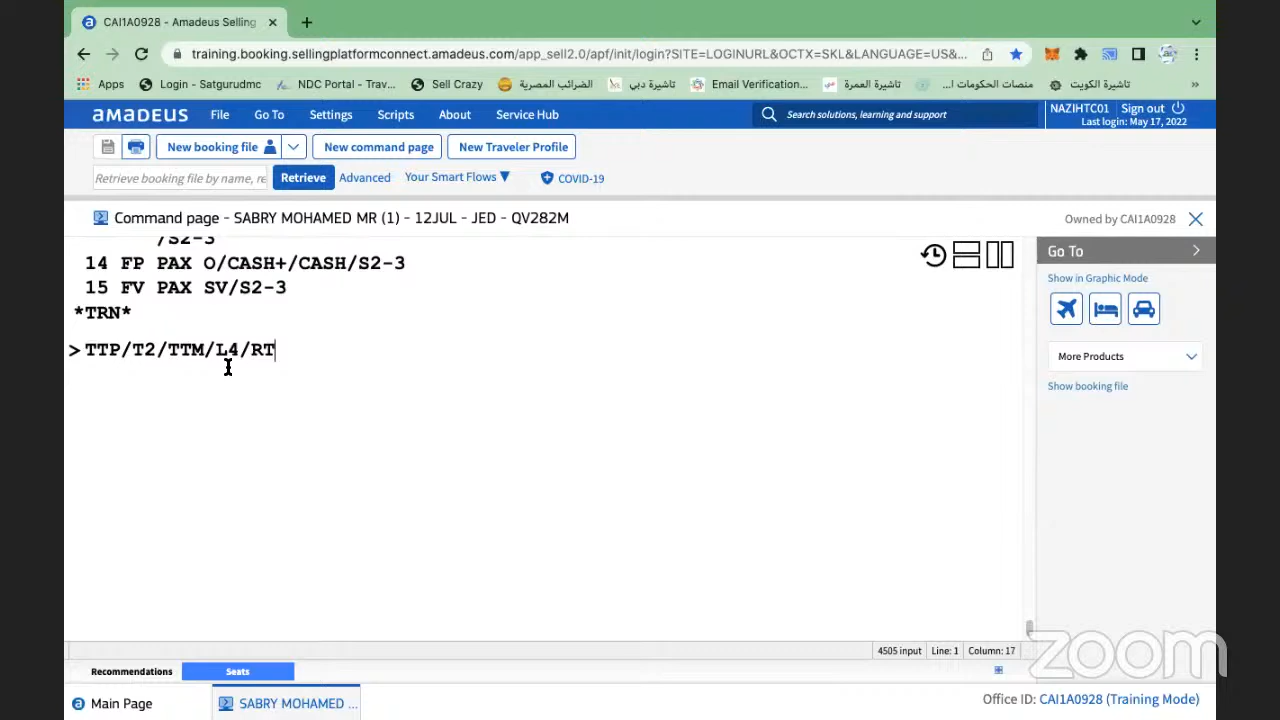 CAI1A0928 - Amadeus Selling
training.booking.sellingplatformconnect.amadeus.com/app_sell2.0/apf/init/login?SITE=LOGINURL&OCTX=SKL&LANGUAGE=US&...
Apps Login - Satgurudmc NDC Portal - Trav... Sell Crazy الضرائب المصرية تاشيرة دبي Email Verification... تاشيرة العمرة منصات الحكومات ا... تاشيرة الكويت »
amadeus File Go To Settings Scripts About Service Hub Search solutions, learning and support NAZIHTC01 Sign out
Last login: May 17, 2022
New booking file New command page New Traveler Profile
Retrieve booking file by name, re Retrieve Advanced Your Smart Flows ▼ COVID-19
Command page - SABRY MOHAMED MR (1) - 12JUL - JED - QV282M Owned by CAI1A0928
/S2-3
14 FP PAX O/CASH+/CASH/S2-3
15 FV PAX SV/S2-3
*TRN*
>TTP/T2/TTM/L4/RT
Go To
Show in Graphic Mode
More Products
Show booking file
4505 input Line: 1 Column: 17
Recommendations Seats
zoom
Main Page SABRY MOHAMED ... Office ID: CAI1A0928 (Training Mode)